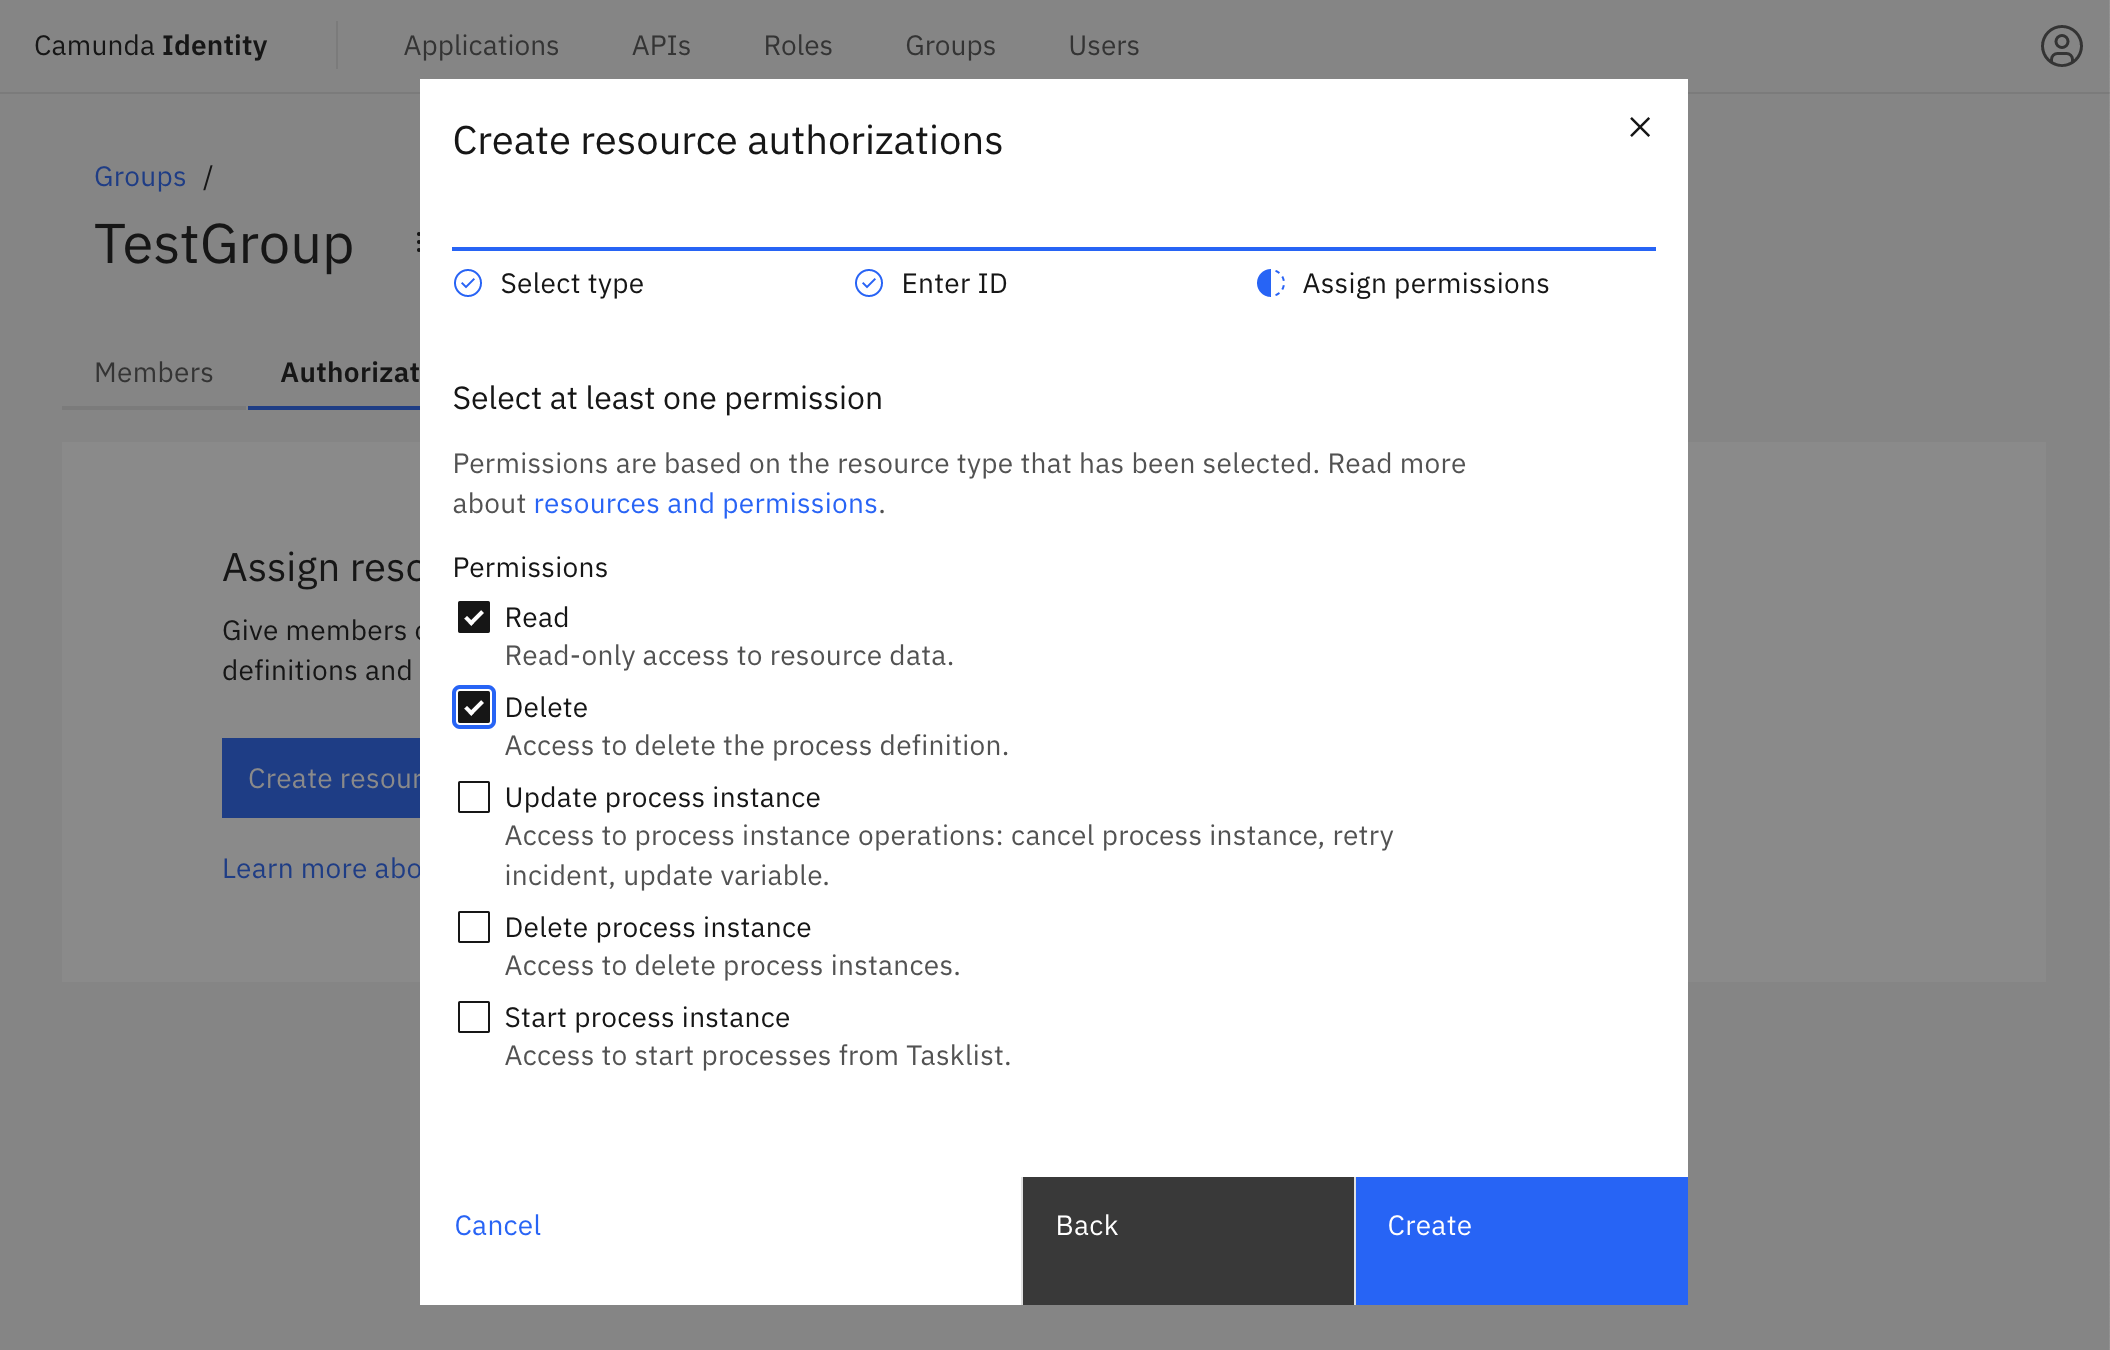 Camunda Identity
Applications
APIs
Roles
Groups
Users
Groups /
TestGroup
Members
Authorizat
Assign reso
Give members
definitions and
Create resour
Learn more abo
Create resource authorizations
Select type
Enter ID
Assign permissions
Select at least one permission
Permissions are based on the resource type that has been selected. Read more
about resources and permissions.
Permissions
Read
Read-only access to resource data.
Delete
Access to delete the process definition.
Update process instance
Access to process instance operations: cancel process instance, retry
incident, update variable.
Delete process instance
Access to delete process instances.
Start process instance
Access to start processes from Tasklist.
Cancel
Back
Create